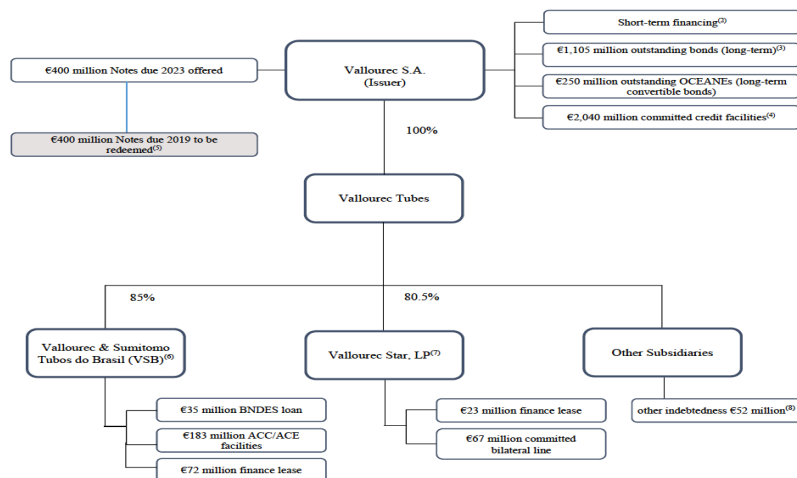 Short-term financing(2)
€1,105 million outstanding bonds (long-term)(3)
€400 million Notes due 2023 offered
Vallourec S.A.
(Issuer)
€250 million outstanding OCEANEs (long-term
convertible bonds)
€2,040 million committed credit facilities(4)
€400 million Notes due 2019 to be
redeemed(5)
100%
Vallourec Tubes
85%
80.5%
Vallourec & Sumitomo
Tubos do Brasil (VSB)(6)
Vallourec Star, LP(7)
Other Subsidiaries
€35 million BNDES loan
€183 million ACC/ACE
facilities
€72 million finance lease
€23 million finance lease
€67 million committed
bilateral line
other indebtedness €52 million(8)